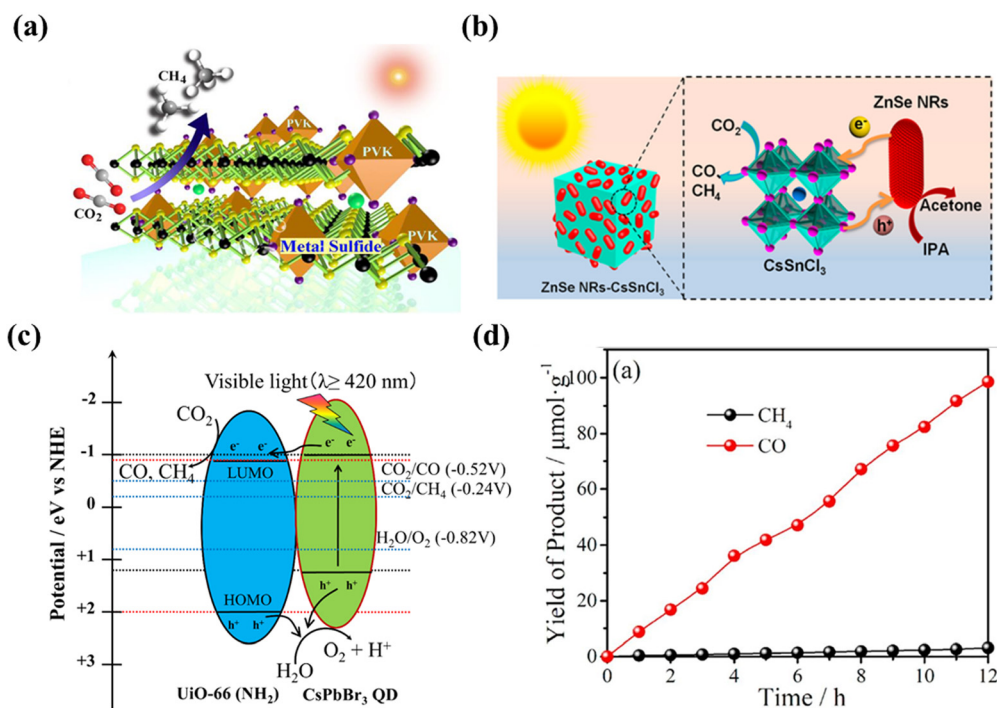 (a)
CH₄
PVK
PVK
CO₂
Metal Sulfide
PVK
(b)
ZnSe NRs
e⁻
CO₂
CO,
CH₄
Acetone
h⁺
IPA
CsSnCl₃
ZnSe NRs-CsSnCl₃
(c)
Visible light(λ≥ 420 nm)
Potential / eV vs NHE
-2
-1
0
+1
+2
+3
CO₂
e⁻ e⁻
e⁻ e⁻
CO, CH₄
LUMO
CO₂/CO (-0.52V)
CO₂/CH₄ (-0.24V)
H₂O/O₂ (-0.82V)
h⁺ h⁺
HOMO
h⁺ h⁺
O₂ + H⁺
H₂O
UiO-66 (NH₂)
CsPbBr₃ QD
(d)
(a)
CH₄
CO
Yield of Product / μmol·g⁻¹
100
80
60
40
20
0
0 2 4 6 8 10 12
Time / h